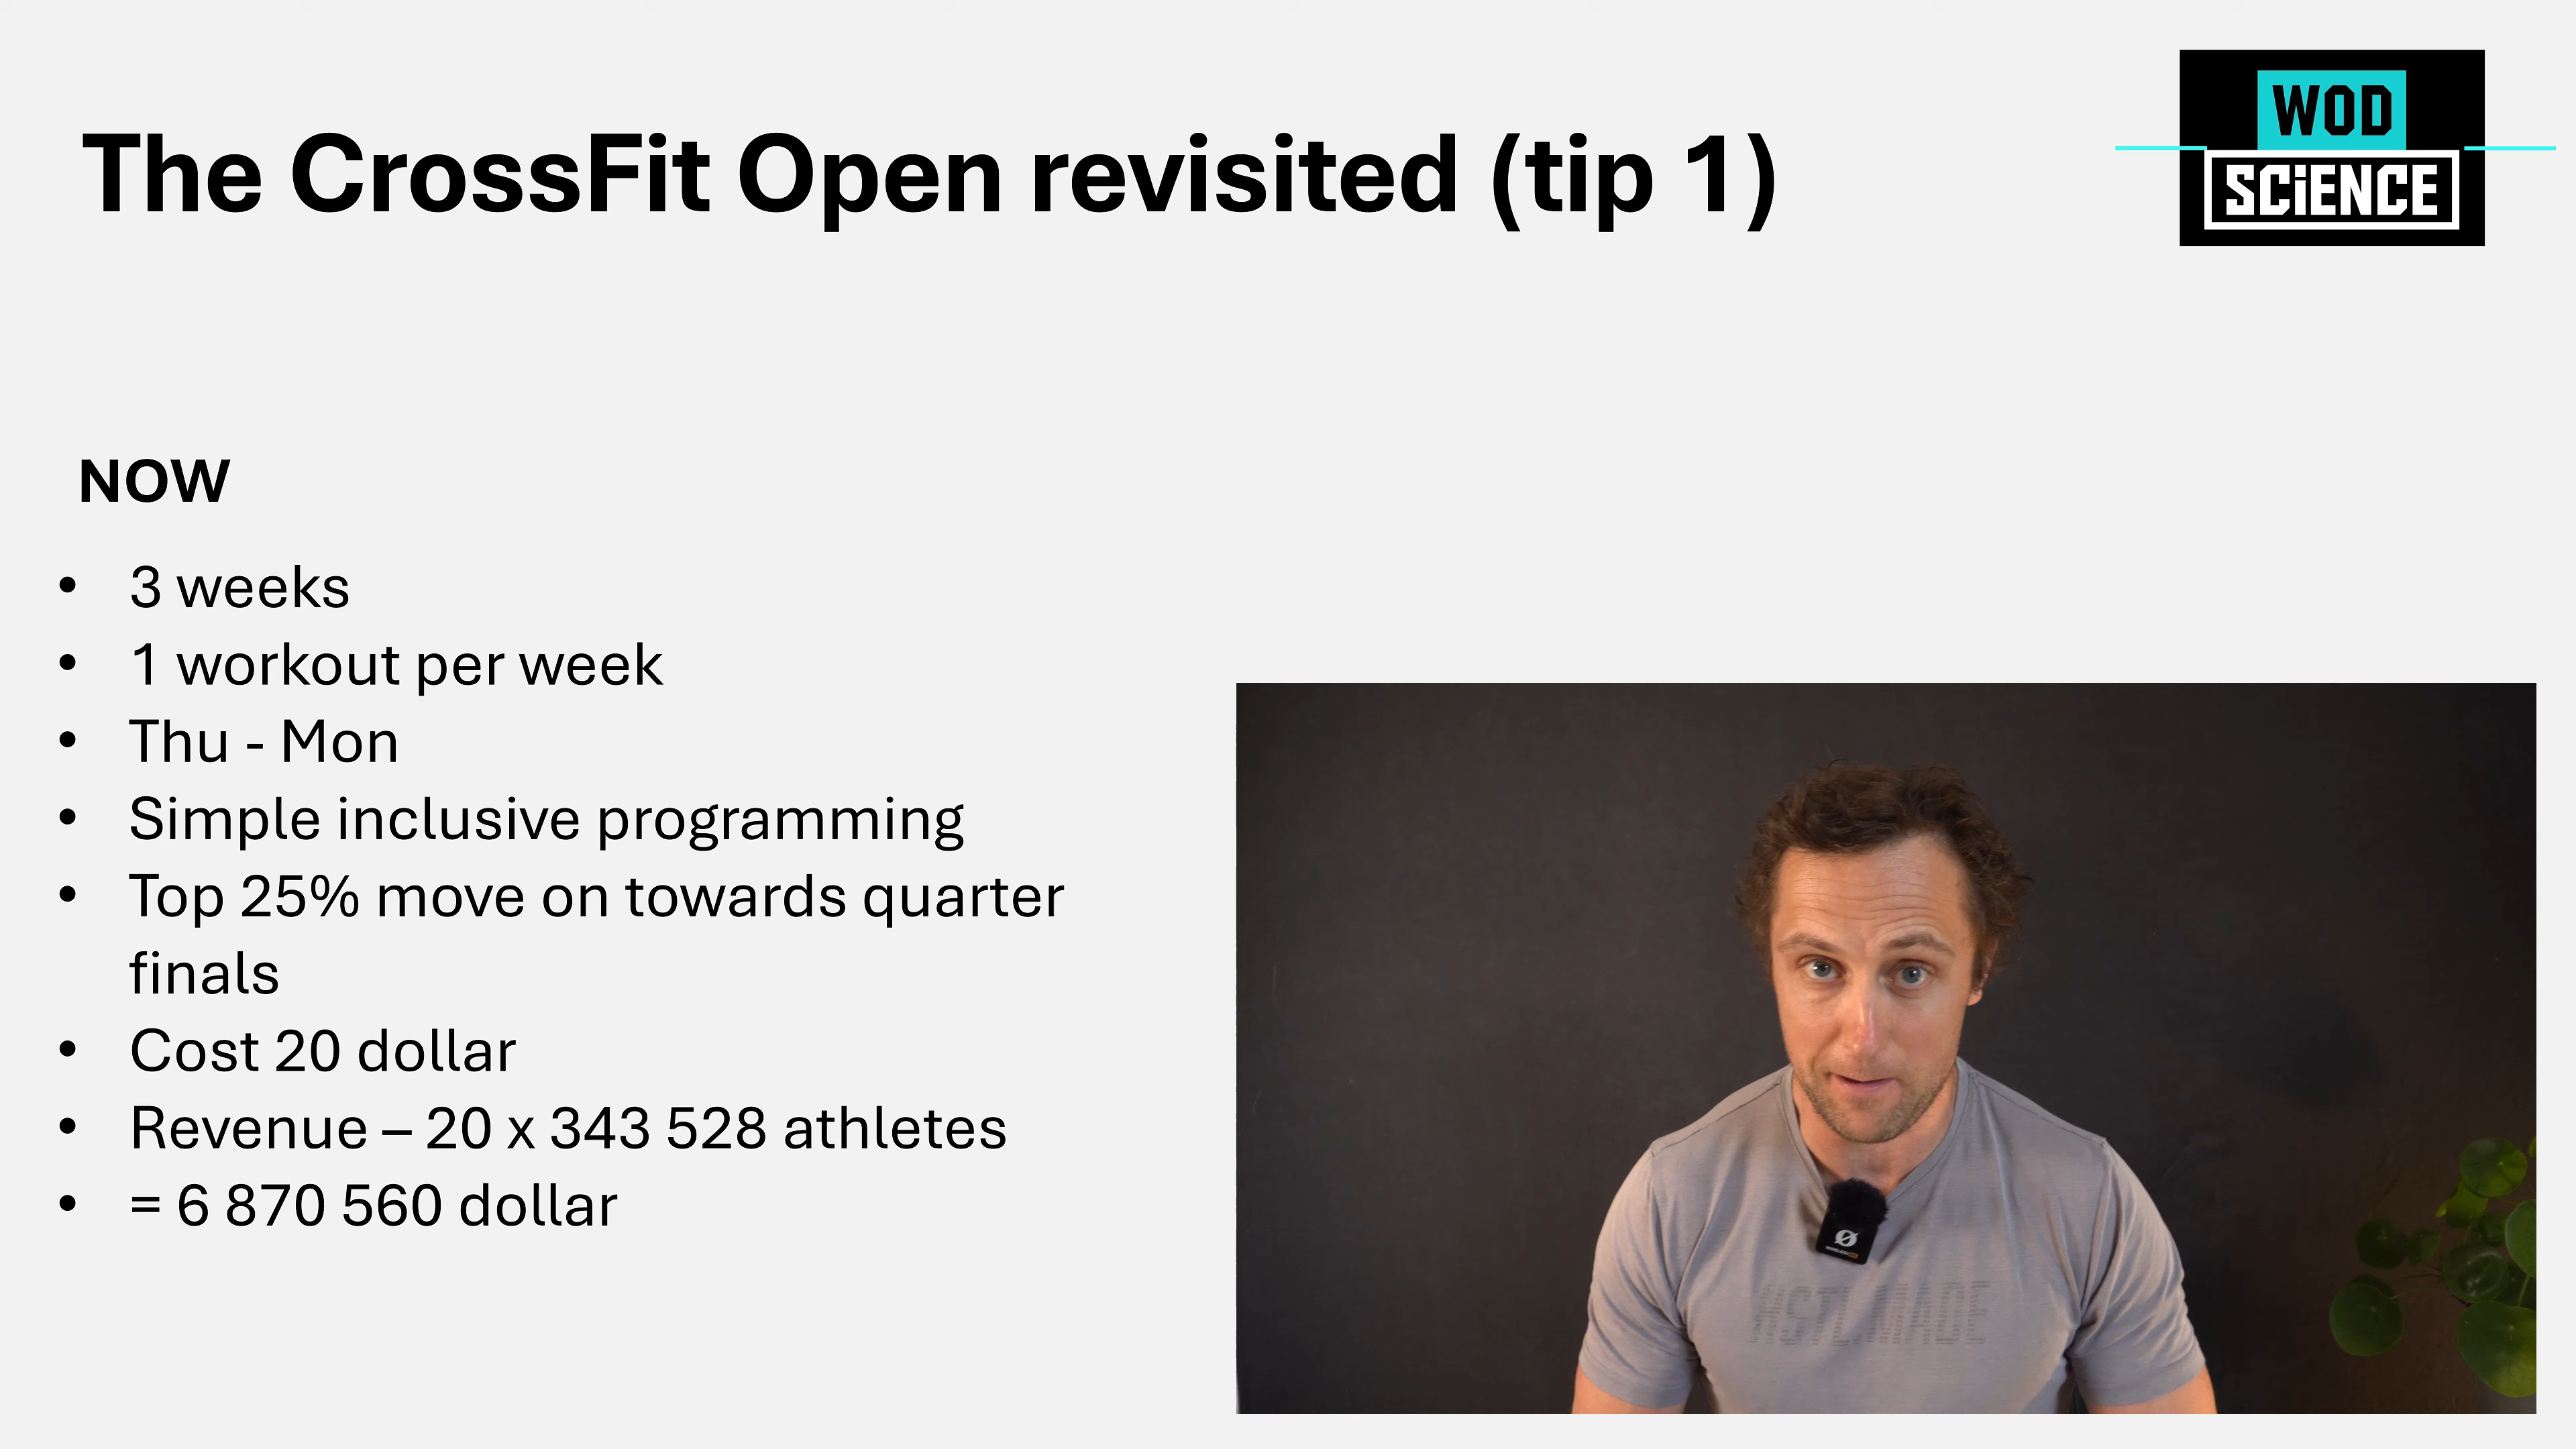 The CrossFit Open revisited (tip 1)
WOD
SCiENCE
NOW
• 3 weeks
• 1 workout per week
• Thu - Mon
• Simple inclusive programming
• Top 25% move on towards quarter
finals
• Cost 20 dollar
• Revenue – 20 x 343 528 athletes
• = 6 870 560 dollar